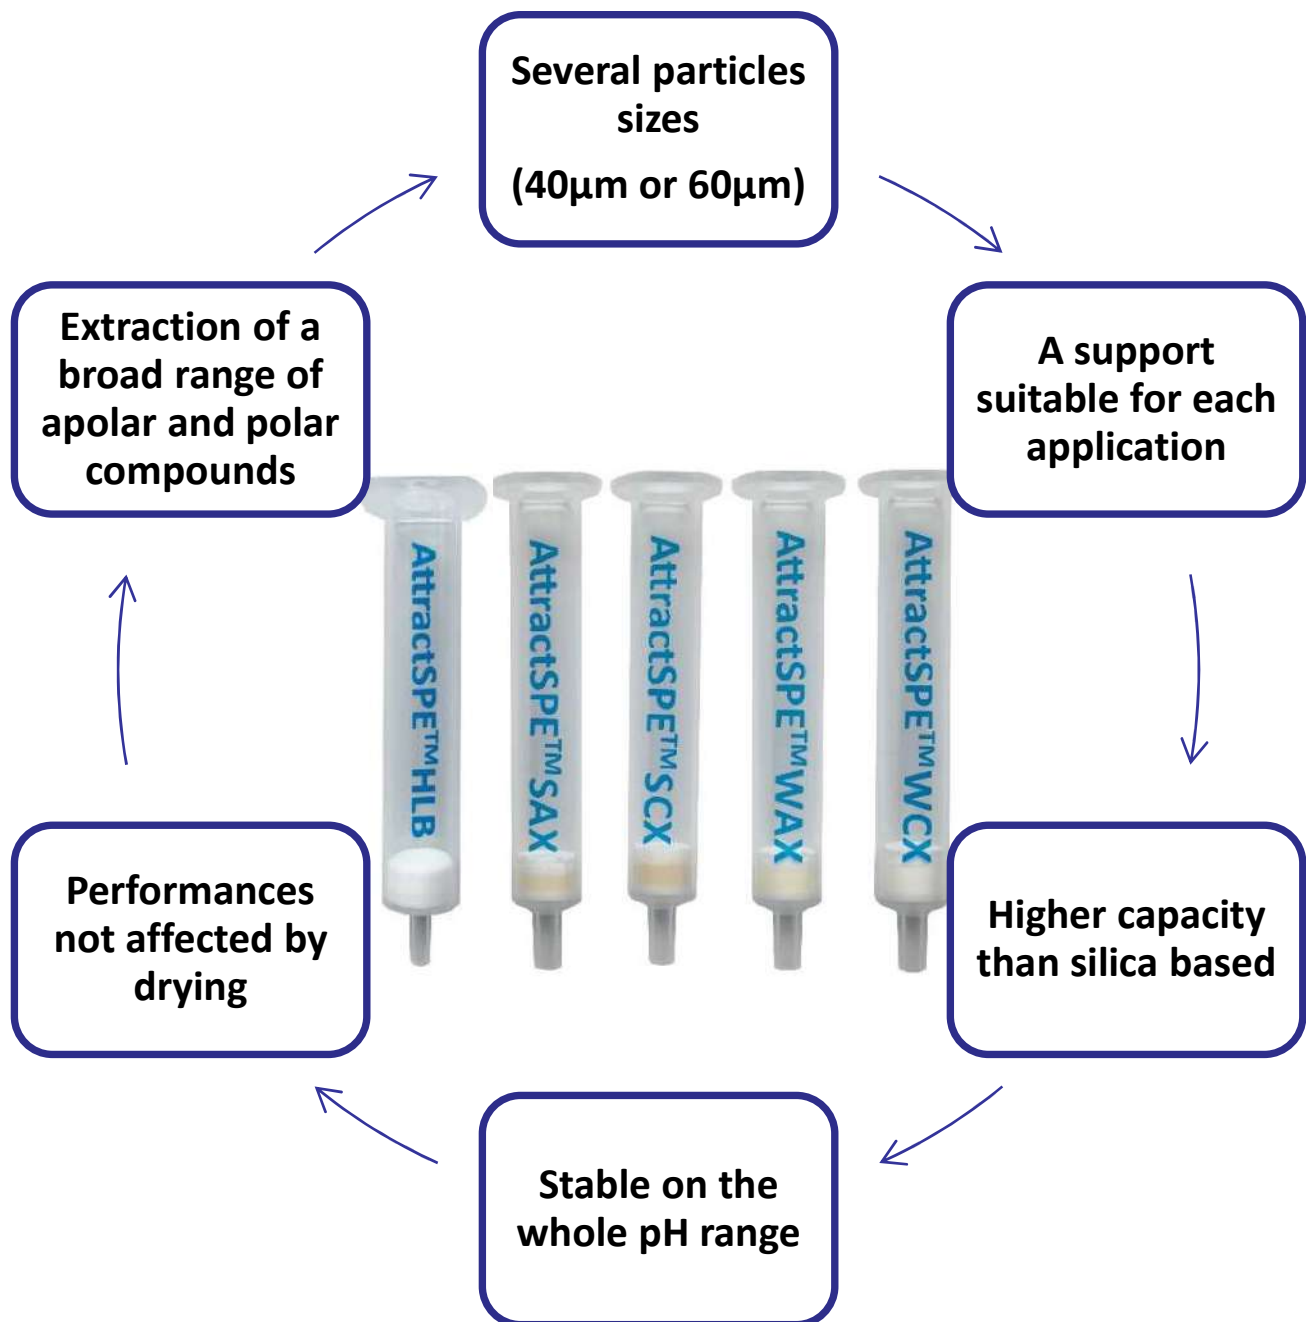 Several particles
sizes
(40µm or 60µm)
Extraction of a
broad range of
apolar and polar
compounds
A support
suitable for each
application
AttractSPE™HLB
AttractSPE™SAX
AttractSPE™SCX
AttractSPE™WAX
AttractSPE™WCX
Performances
not affected by
drying
Higher capacity
than silica based
Stable on the
whole pH range